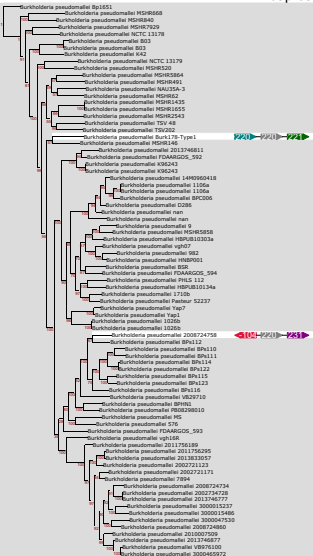 Burkholderia pseudomallei Bp1651
Burkholderia pseudomallei MSHR668
Burkholderia pseudomallei MSHR840
Burkholderia pseudomallei MSHR7929
Burkholderia pseudomallei NCTC 13178
Burkholderia pseudomallei B03
Burkholderia pseudomallei B03
Burkholderia pseudomallei K42
Burkholderia pseudomallei NCTC 13179
Burkholderia pseudomallei MSHR520
Burkholderia pseudomallei MSHR5864
Burkholderia pseudomallei MSHR491
Burkholderia pseudomallei NAU35A-3
Burkholderia pseudomallei MSHR62
Burkholderia pseudomallei MSHR1435
Burkholderia pseudomallei MSHR1655
Burkholderia pseudomallei MSHR2543
Burkholderia pseudomallei TSV 48
Burkholderia pseudomallei TSV202
Burkholderia pseudomallei Burk178-Type1 220 220 221
Burkholderia pseudomallei MSHR146
Burkholderia pseudomallei 2013746811
Burkholderia pseudomallei FDAARGOS_592
Burkholderia pseudomallei K96243
Burkholderia pseudomallei K96243
Burkholderia pseudomallei 14M0960418
Burkholderia pseudomallei 1106a
Burkholderia pseudomallei 1106a
Burkholderia pseudomallei BPC006
Burkholderia pseudomallei D286
Burkholderia pseudomallei nan
Burkholderia pseudomallei nan
Burkholderia pseudomallei 9
Burkholderia pseudomallei MSHR5858
Burkholderia pseudomallei HBPUB10303a
Burkholderia pseudomallei vgh07
Burkholderia pseudomallei 982
Burkholderia pseudomallei HNBP001
Burkholderia pseudomallei BSR
Burkholderia pseudomallei FDAARGOS_594
Burkholderia pseudomallei PHLS 112
Burkholderia pseudomallei HBPUB10134a
Burkholderia pseudomallei 1710b
Burkholderia pseudomallei Pasteur 52237
Burkholderia pseudomallei Yap7
Burkholderia pseudomallei Yap1
Burkholderia pseudomallei 1026b
Burkholderia pseudomallei 1026b
Burkholderia pseudomallei 2008724758 -104 220 231
Burkholderia pseudomallei BPs112
Burkholderia pseudomallei BPs110
Burkholderia pseudomallei BPs111
Burkholderia pseudomallei BPs114
Burkholderia pseudomallei BPs122
Burkholderia pseudomallei BPs115
Burkholderia pseudomallei BPs123
Burkholderia pseudomallei BPs116
Burkholderia pseudomallei VB29710
Burkholderia pseudomallei BPHN1
Burkholderia pseudomallei PB08298010
Burkholderia pseudomallei MS
Burkholderia pseudomallei 576
Burkholderia pseudomallei FDAARGOS_593
Burkholderia pseudomallei vgh16R
Burkholderia pseudomallei 2011756189
Burkholderia pseudomallei 2011756295
Burkholderia pseudomallei 2013833057
Burkholderia pseudomallei 2002721123
Burkholderia pseudomallei 2002721171
Burkholderia pseudomallei 7894
Burkholderia pseudomallei 2008724734
Burkholderia pseudomallei 2002734728
Burkholderia pseudomallei 2013746777
Burkholderia pseudomallei 3000015237
Burkholderia pseudomallei 3000015486
Burkholderia pseudomallei 3000047530
Burkholderia pseudomallei 2008724860
Burkholderia pseudomallei 2010007509
Burkholderia pseudomallei 2013746877
Burkholderia pseudomallei VB976100
Burkholderia pseudomallei 3000465972